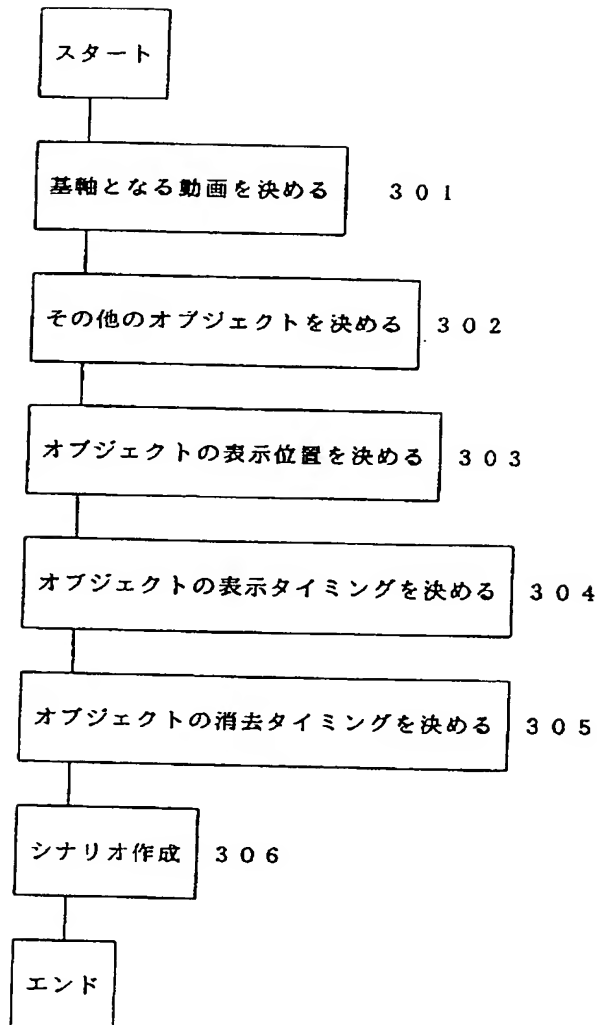 スタート
基軸となる動画を決める 301
その他のオブジェクトを決める 302
オブジェクトの表示位置を決める 303
オブジェクトの表示タイミングを決める 304
オブジェクトの消去タイミングを決める 305
シナリオ作成 306
エンド